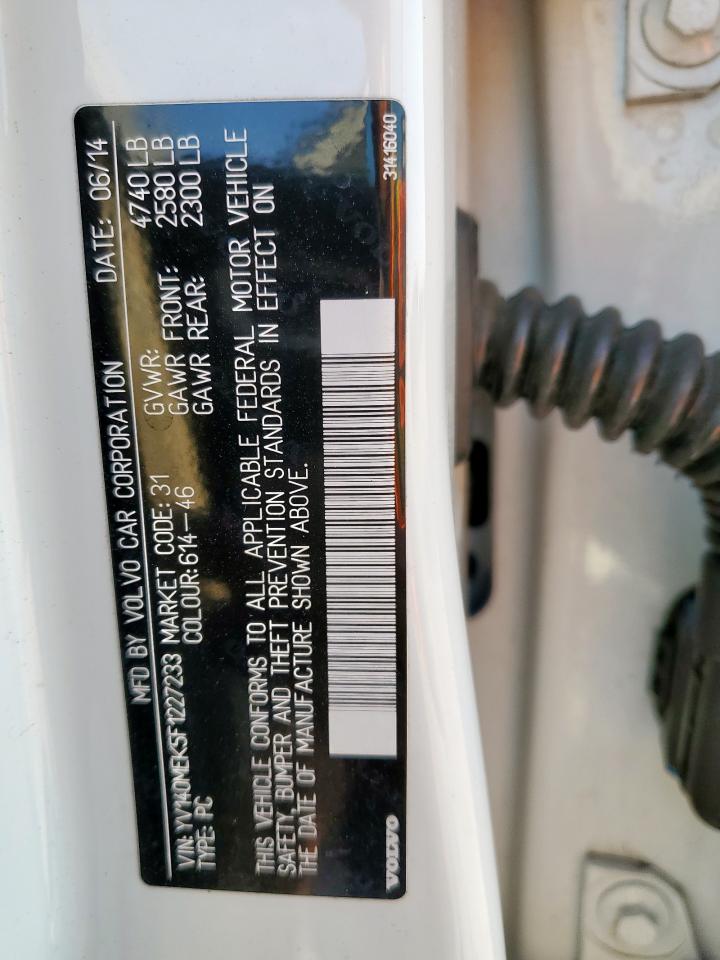 MFD BY VOLVO CAR CORPORATION DATE: 06/14
VIN: YV140MEK5F1227233 MARKET CODE: 31 GVWR: 4740 LB
TYPE: PC COLOUR: 614-46 GAWR FRONT: 2580 LB
GAWR REAR: 2300 LB
THIS VEHICLE CONFORMS TO ALL APPLICABLE FEDERAL MOTOR VEHICLE
SAFETY, BUMPER AND THEFT PREVENTION STANDARDS IN EFFECT ON
THE DATE OF MANUFACTURE SHOWN ABOVE.
VOLVO 31416040